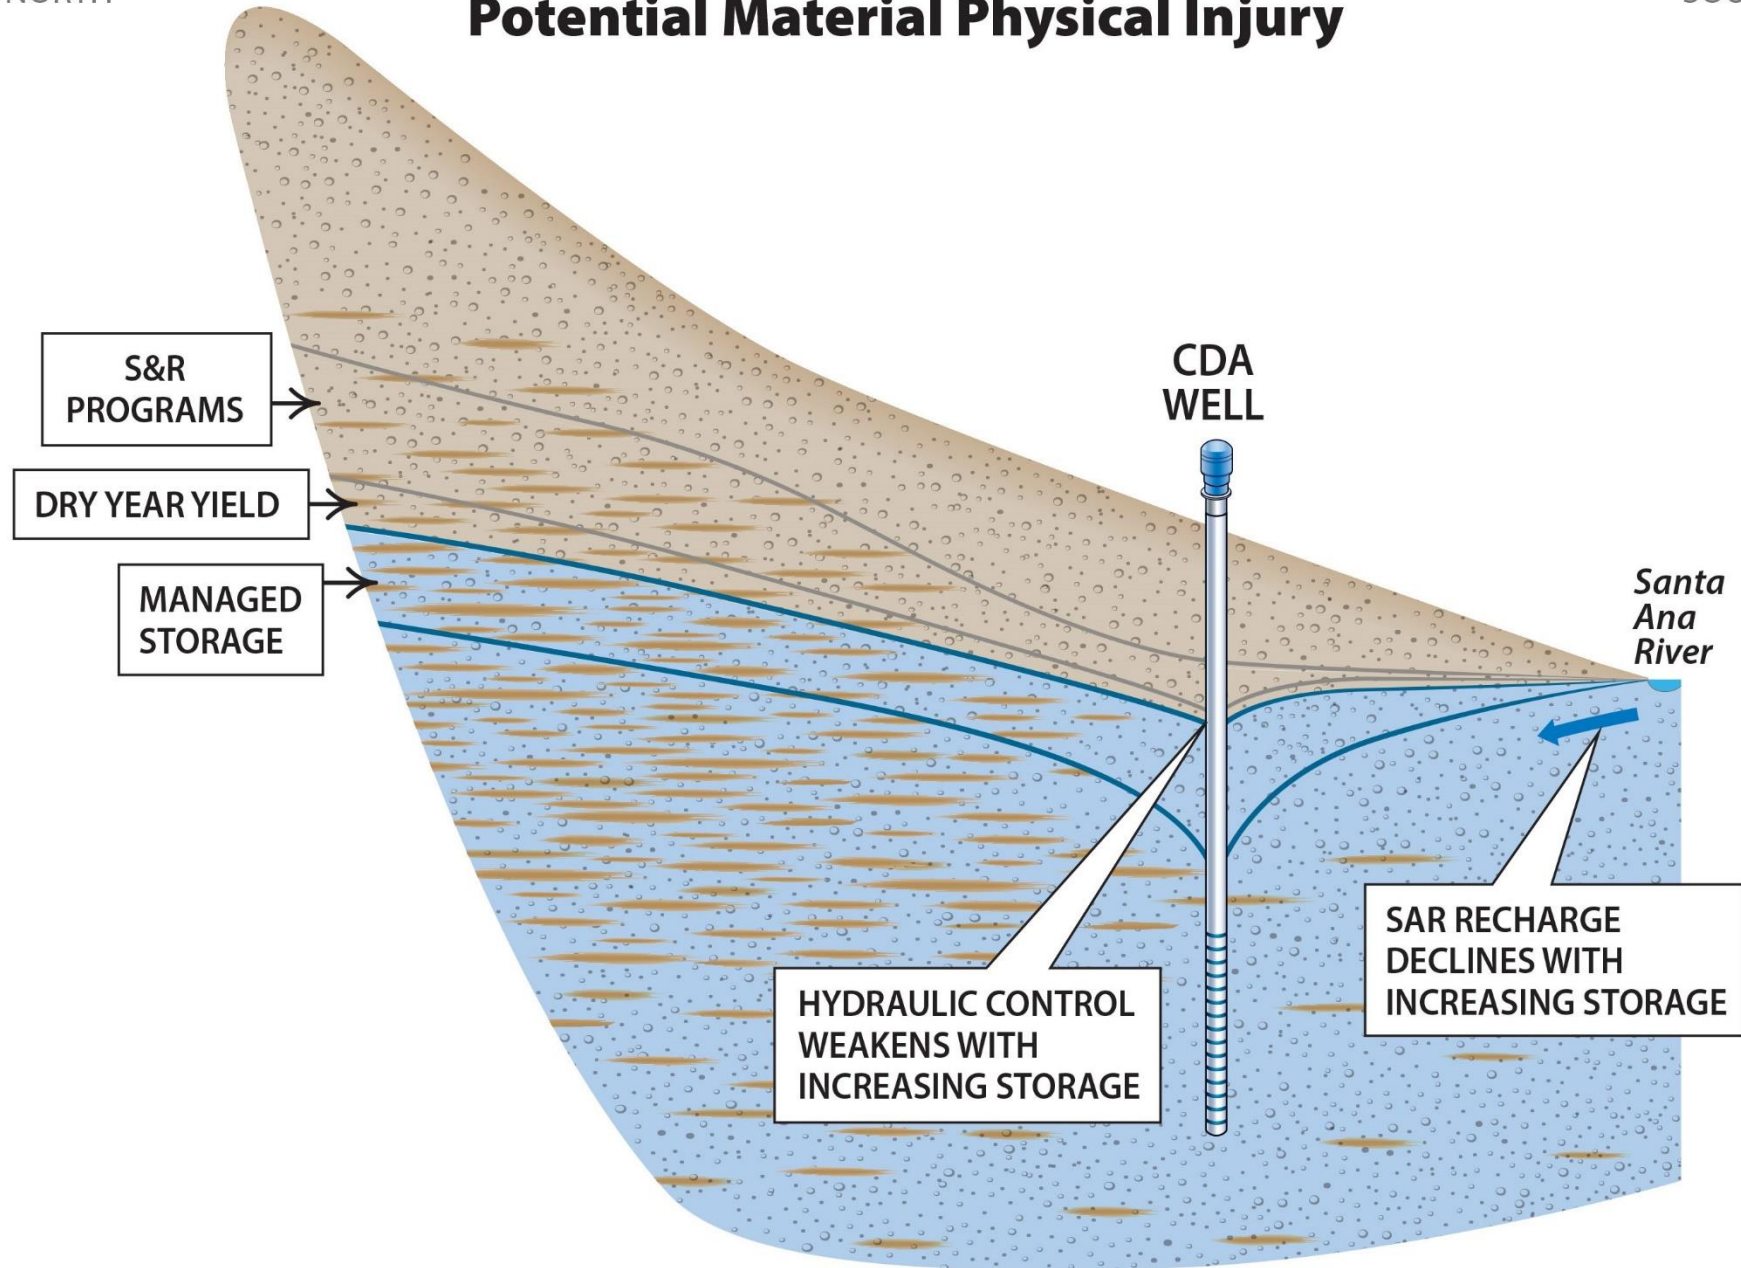 NORTH
Potential Material Physical Injury
S&R
PROGRAMS
DRY YEAR YIELD
MANAGED
STORAGE
CDA
WELL
Santa
Ana
River
SAR RECHARGE
DECLINES WITH
INCREASING STORAGE
HYDRAULIC CONTROL
WEAKENS WITH
INCREASING STORAGE